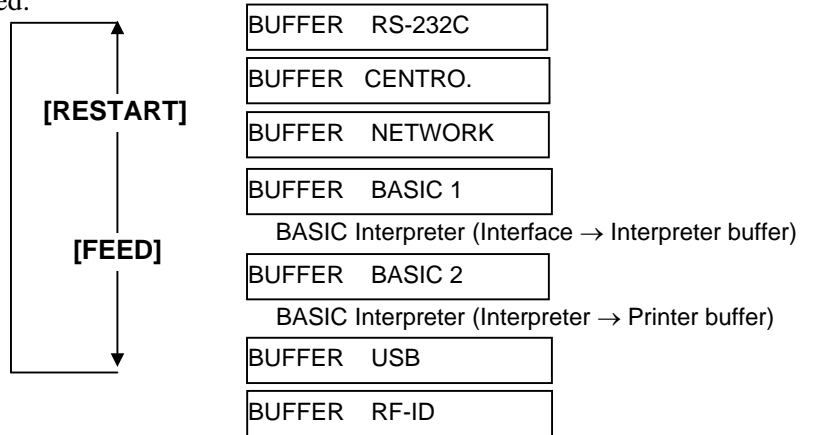 ed.
BUFFER RS-232C
BUFFER CENTRO.
[RESTART]
BUFFER NETWORK
BUFFER BASIC 1
BASIC Interpreter (Interface → Interpreter buffer)
[FEED]
BUFFER BASIC 2
BASIC Interpreter (Interpreter → Printer buffer)
BUFFER USB
BUFFER RF-ID